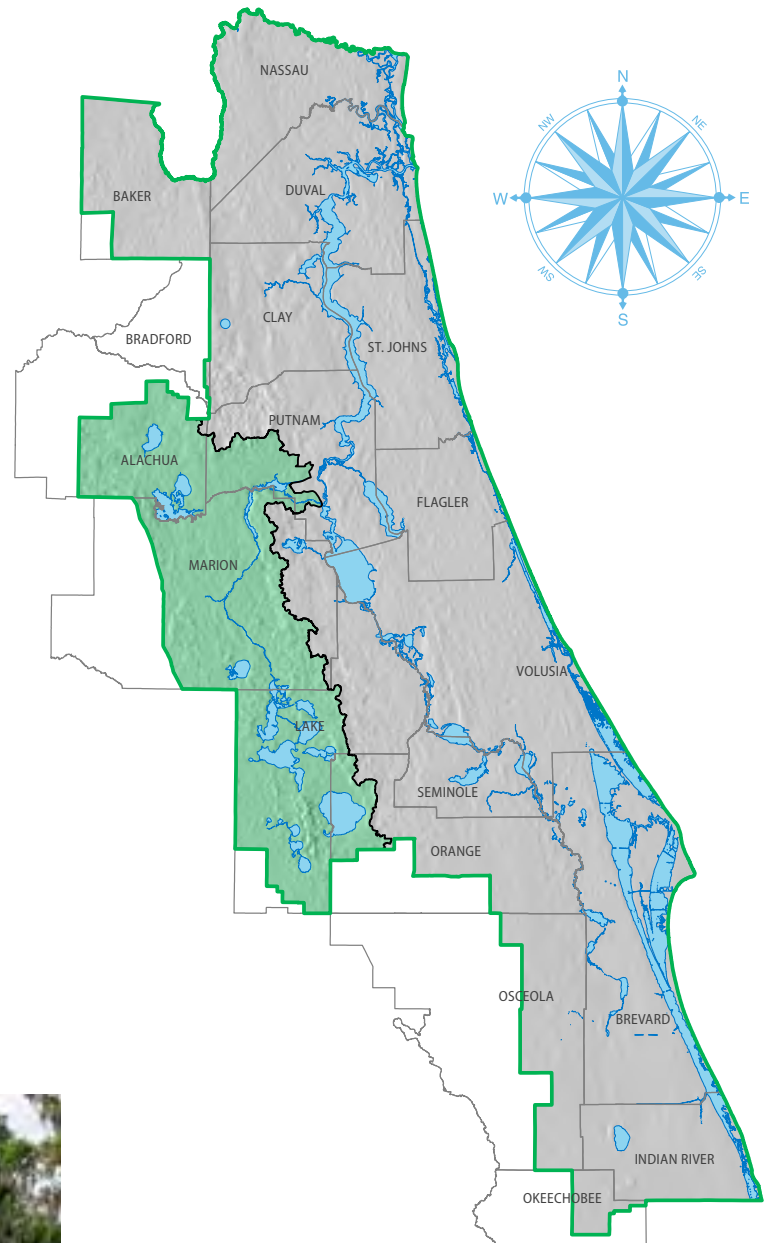 NASSAU
N
NW
NE
W
E
SW
SE
S
BAKER
DUVAL
CLAY
BRADFORD
ST. JOHNS
PUTNAM
ALACHUA
FLAGLER
MARION
VOLUSIA
LAKE
SEMINOLE
ORANGE
OSCEOLA
BREVARD
INDIAN RIVER
OKEECHOBEE